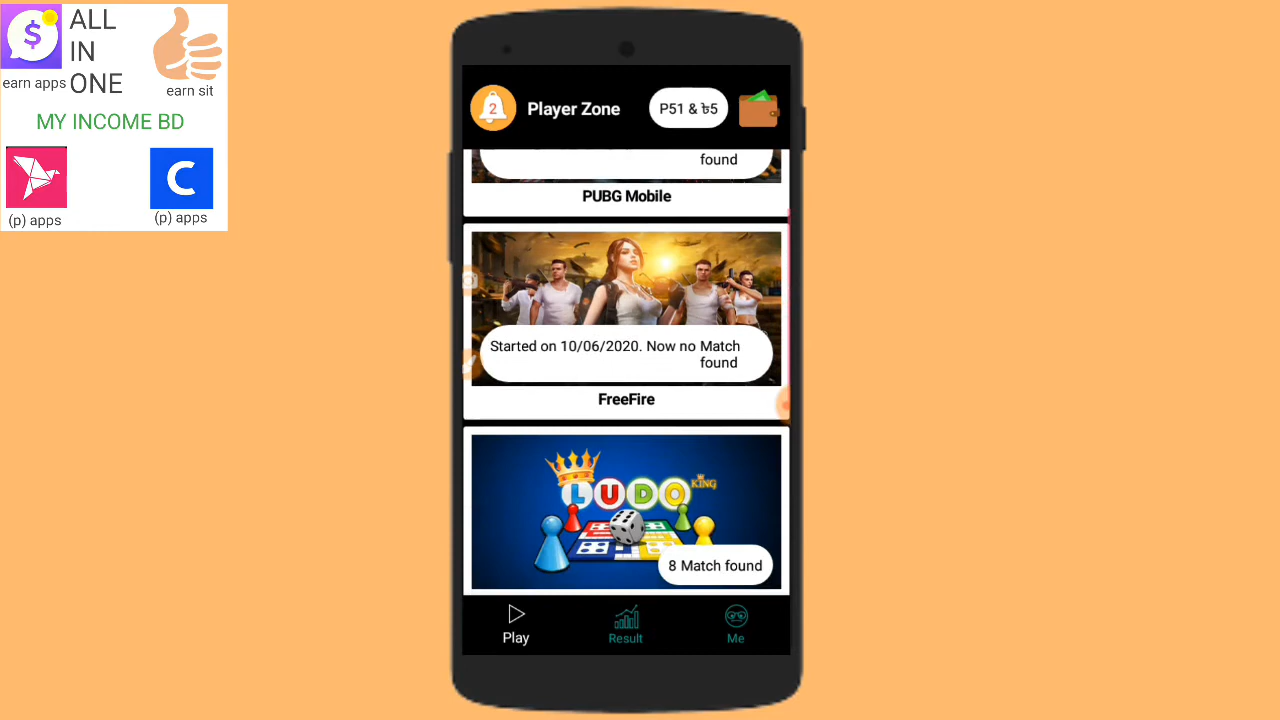 ALL
IN
ONE
$
earn apps
earn sit
MY INCOME BD
C
(p) apps
(p) apps
2
Player Zone
P51 & ৳5
found
PUBG Mobile
Started on 10/06/2020. Now no Match
found
FreeFire
LUDO
KING
8 Match found
Play
Result
Me